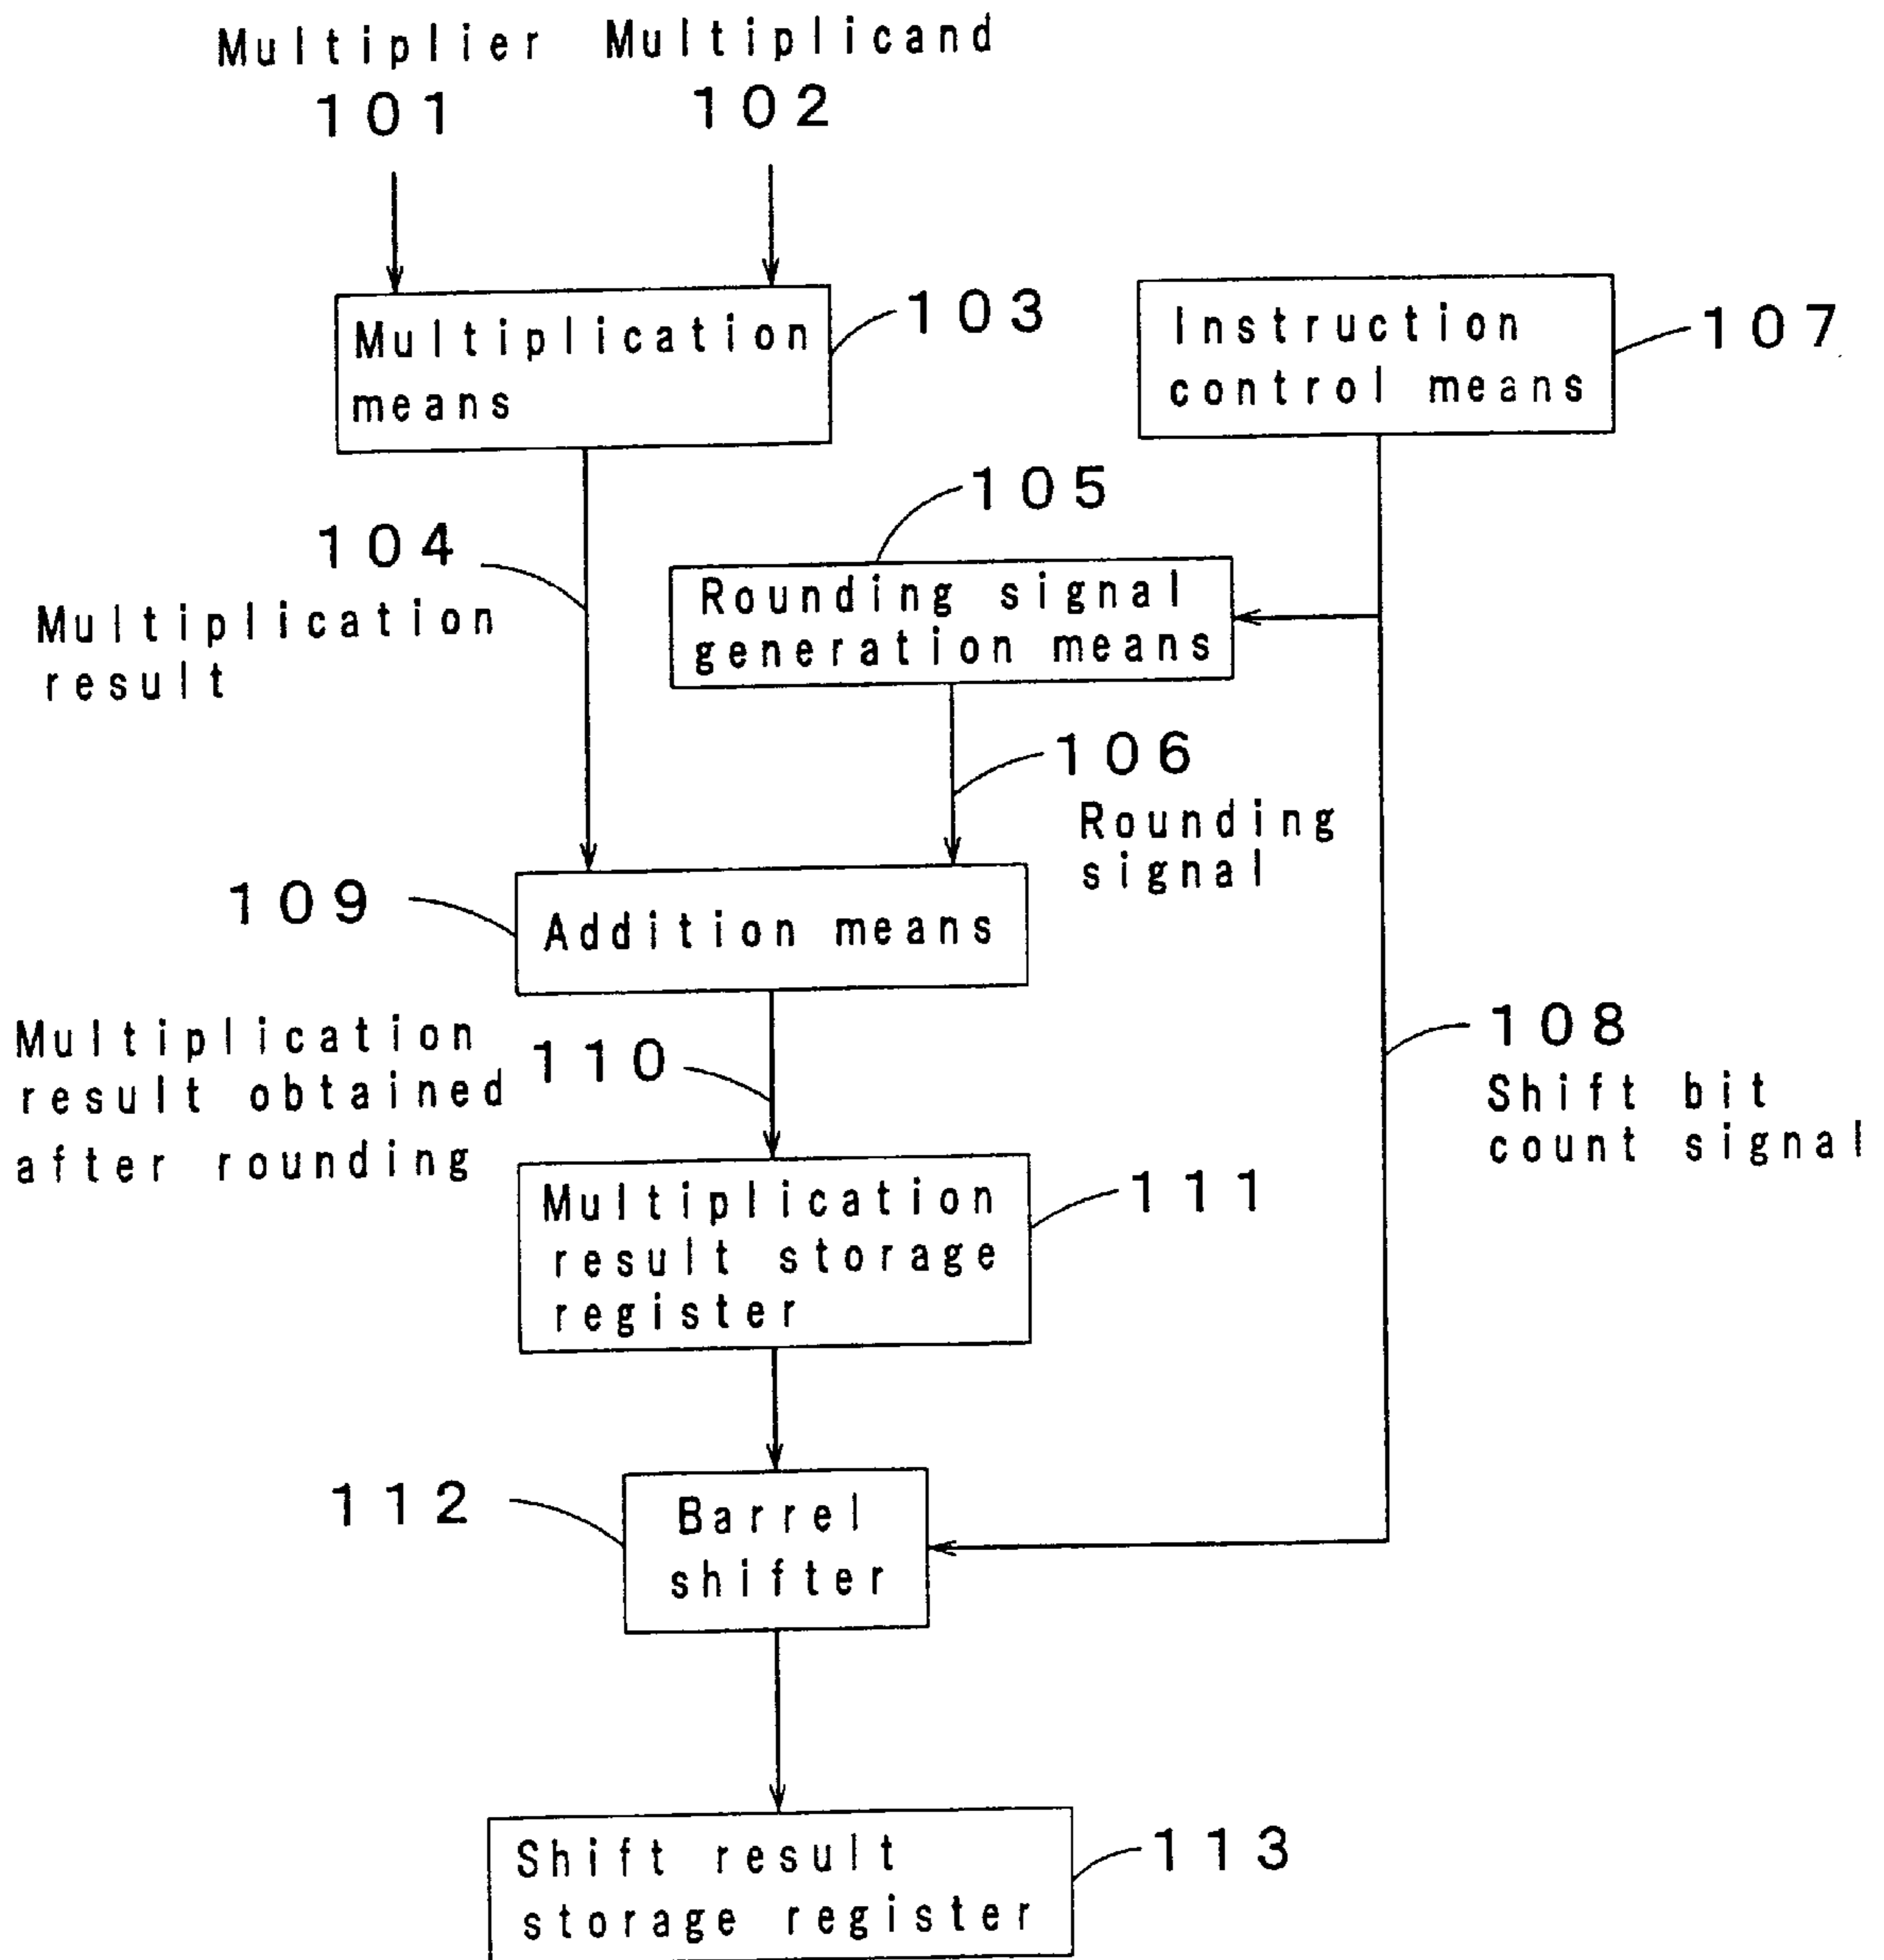 Multiplier Multiplicand
101 102
Multiplication
means
103
Instruction
control means
107
105
104
Multiplication
result
Rounding signal
generation means
106
Rounding
signal
109
Addition means
Multiplication
result obtained
after rounding
110
108
Shift bit
count signal
Multiplication
result storage
register
111
112
Barrel
shifter
Shift result
storage register
113